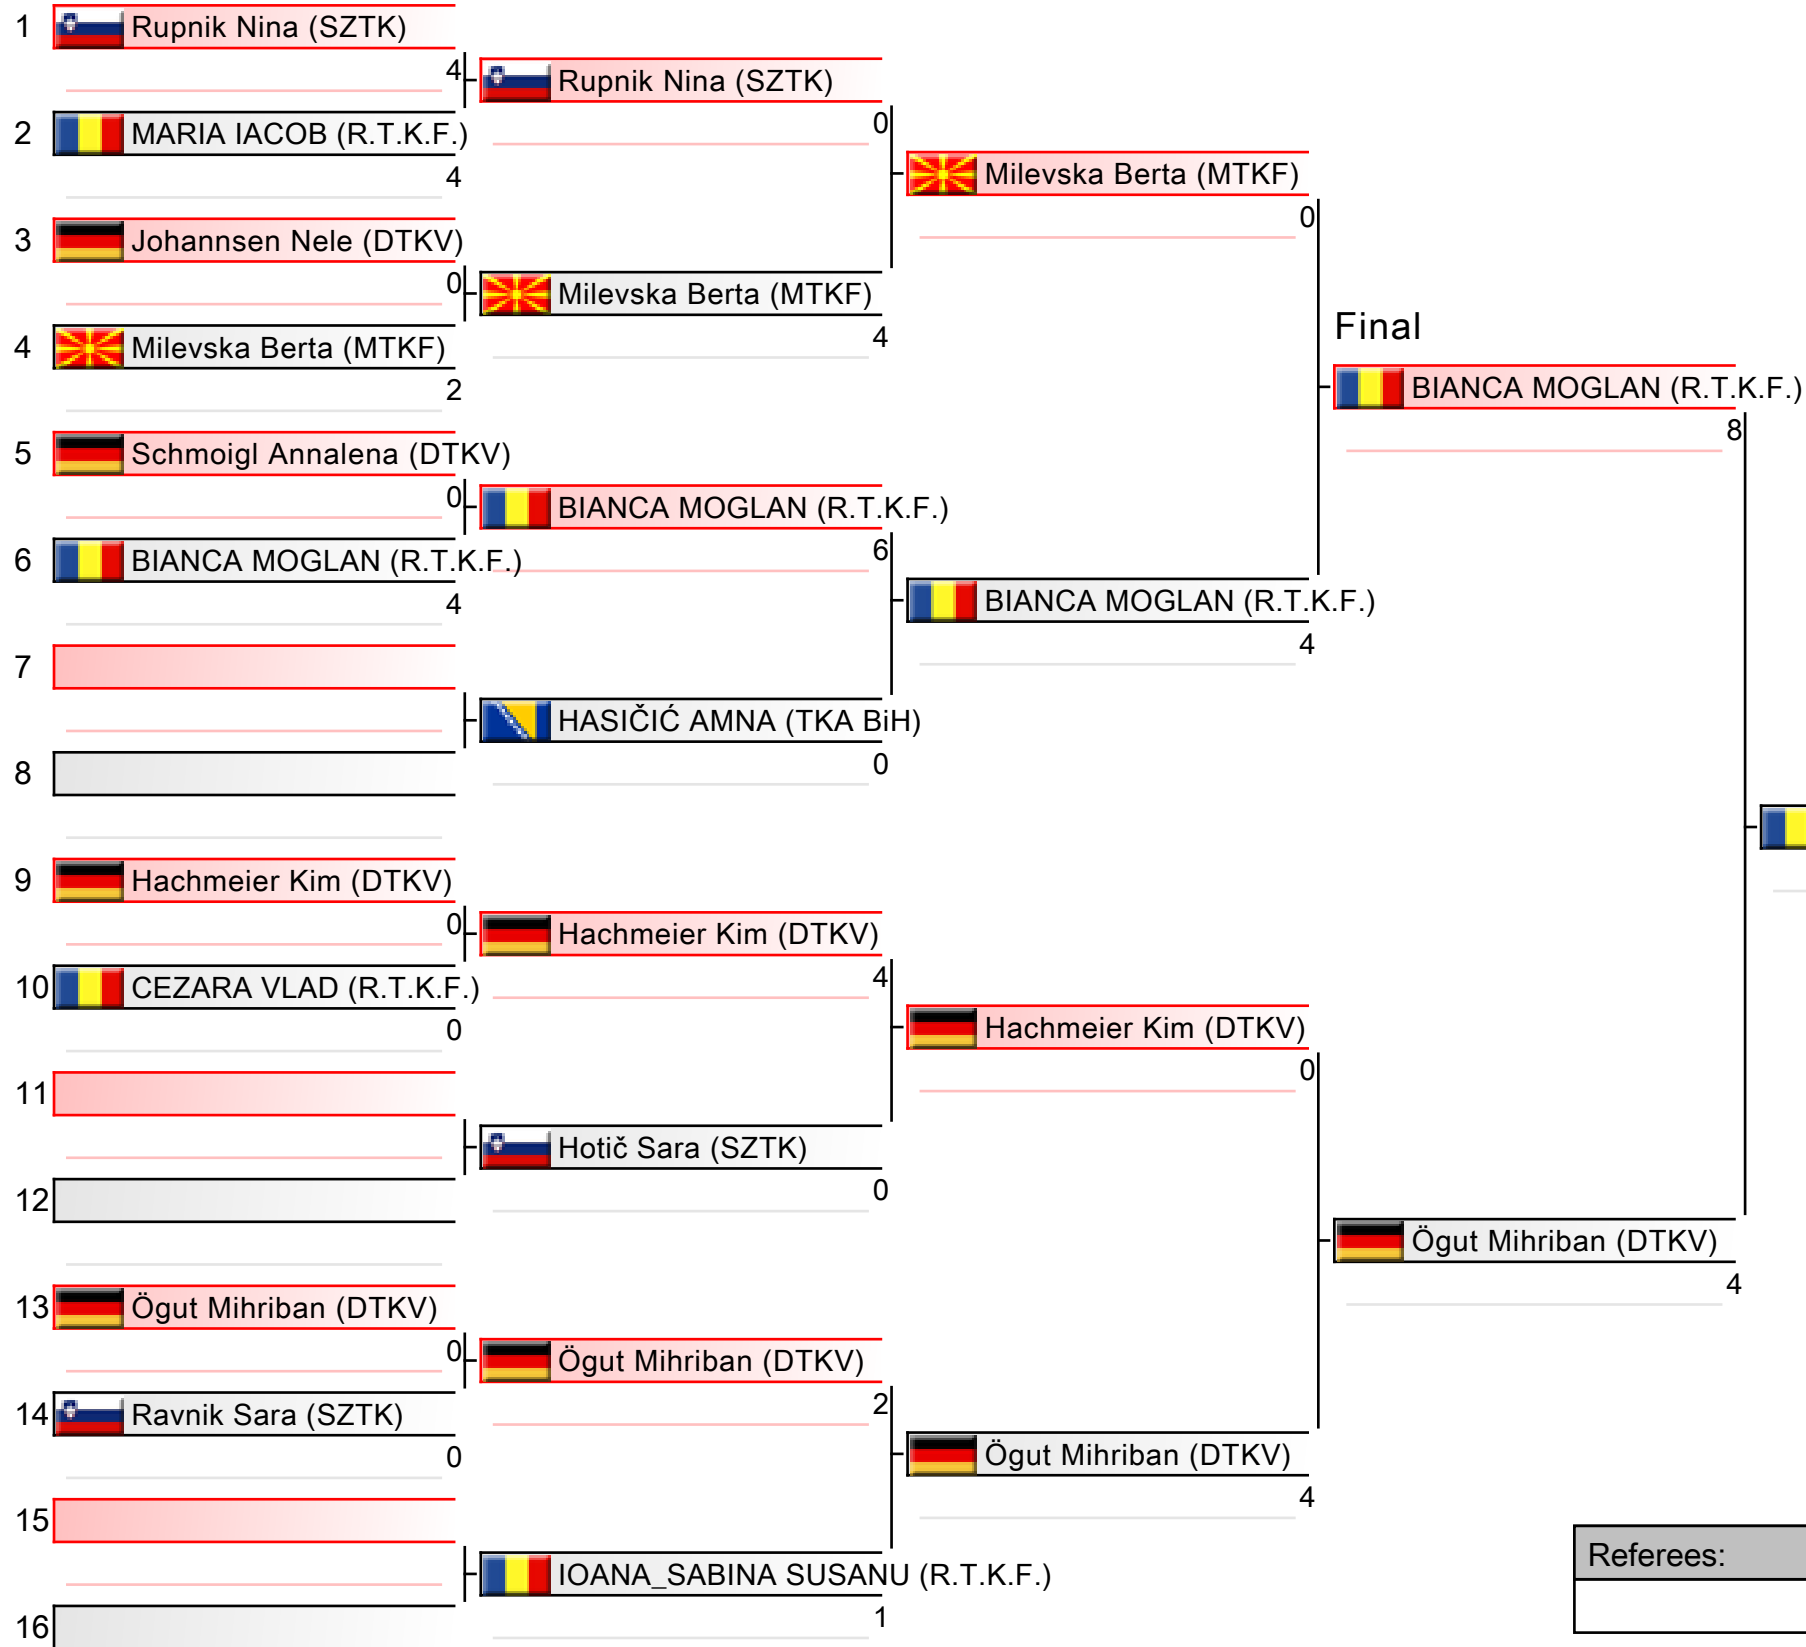 1 Rupnik Nina (SZTK)
4
2 MARIA IACOB (R.T.K.F.)
4
3 Johannsen Nele (DTKV)
0
4 Milevska Berta (MTKF)
2
5 Schmoigl Annalena (DTKV)
0
6 BIANCA MOGLAN (R.T.K.F.)
4
7
8
9 Hachmeier Kim (DTKV)
0
10 CEZARA VLAD (R.T.K.F.)
0
11
12
13 Ögut Mihriban (DTKV)
0
14 Ravnik Sara (SZTK)
0
15
16
Rupnik Nina (SZTK)
0
Milevska Berta (MTKF)
4
BIANCA MOGLAN (R.T.K.F.)
6
HASIČIĆ AMNA (TKA BiH)
0
Hachmeier Kim (DTKV)
4
Hotič Sara (SZTK)
0
Ögut Mihriban (DTKV)
2
IOANA_SABINA SUSANU (R.T.K.F.)
1
Milevska Berta (MTKF)
0
BIANCA MOGLAN (R.T.K.F.)
4
Hachmeier Kim (DTKV)
0
Ögut Mihriban (DTKV)
4
Final
BIANCA MOGLAN (R.T.K.F.)
8
Ögut Mihriban (DTKV)
4
Referees: